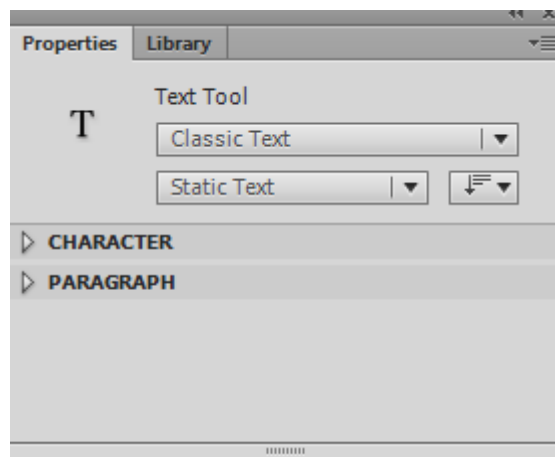 Properties Library
T Text Tool
Classic Text
Static Text
CHARACTER
PARAGRAPH